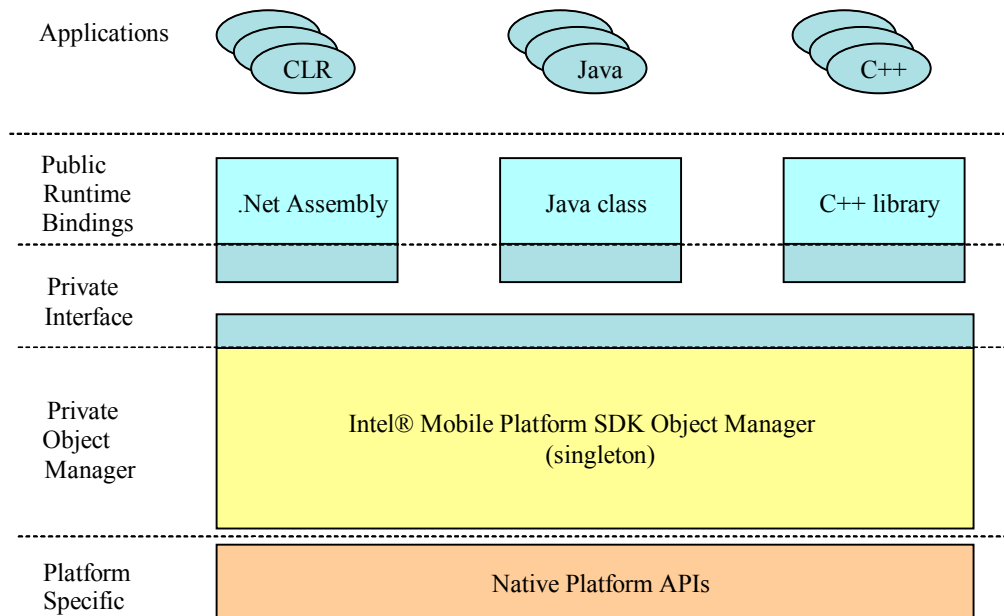 Applications
CLR
Java
C++
Public
Runtime
Bindings
.Net Assembly
Java class
C++ library
Private
Interface
Private
Object
Manager
Intel® Mobile Platform SDK Object Manager
(singleton)
Platform
Specific
Native Platform APIs